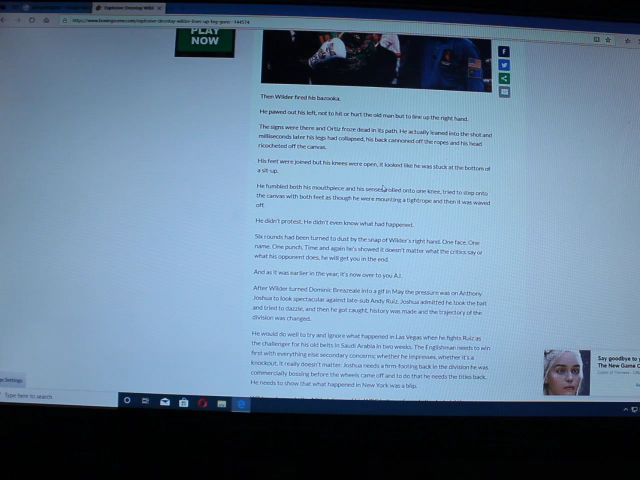 Explosive Deontay Wild
https://www.boxingscene.com/explosive-deontay-wilder-lives-up-big-game--144574
PLAY
NOW
Then Wilder fired his bazooka.
He pawed out his left, not to hit or hurt the old man but to line up the right hand.
The signs were there and Ortiz froze dead in its path. He actually leaned into the shot and
milliseconds later his legs had collapsed, his back cannoned off the ropes and his head
ricocheted off the canvas.
His feet were joined but his knees were open, it looked like he was stuck at the bottom of
a sit-up.
He fumbled both his mouthpiece and his senses, rolled onto one knee, tried to step onto
the canvas with both feet as though he were mounting a tightrope and then it was waved
off.
He didn't protest. He didn't even know what had happened.
Six rounds had been turned to dust by the snap of Wilder's right hand. One face. One
name. One punch. Time and again he's showed it doesn't matter what the critics say or
what his opponent does, he will get you in the end.
And as it was earlier in the year, it's now over to you A.J.
After Wilder turned Dominic Breazeale into a gif in May the pressure was on Anthony
Joshua to look spectacular against late-sub Andy Ruiz. Joshua admitted he took the bait
and tried to dazzle, and then he got caught, history was made and the trajectory of the
division was changed.
He would do well to try and ignore what happened in Las Vegas when he fights Ruiz as
the challenger for his old belts in Saudi Arabia in two weeks. The Englishman needs to win
first with everything else secondary concerns; whether he impresses, whether it's a
knockout, it really doesn't matter. Joshua needs a firm-footing back in the division he was
commercially bossing before the wheels came off and to do that he needs the titles back.
He needs to show that what happened in New York was a blip.
Say goodbye to y
The New Game C
Settings
Type here to search